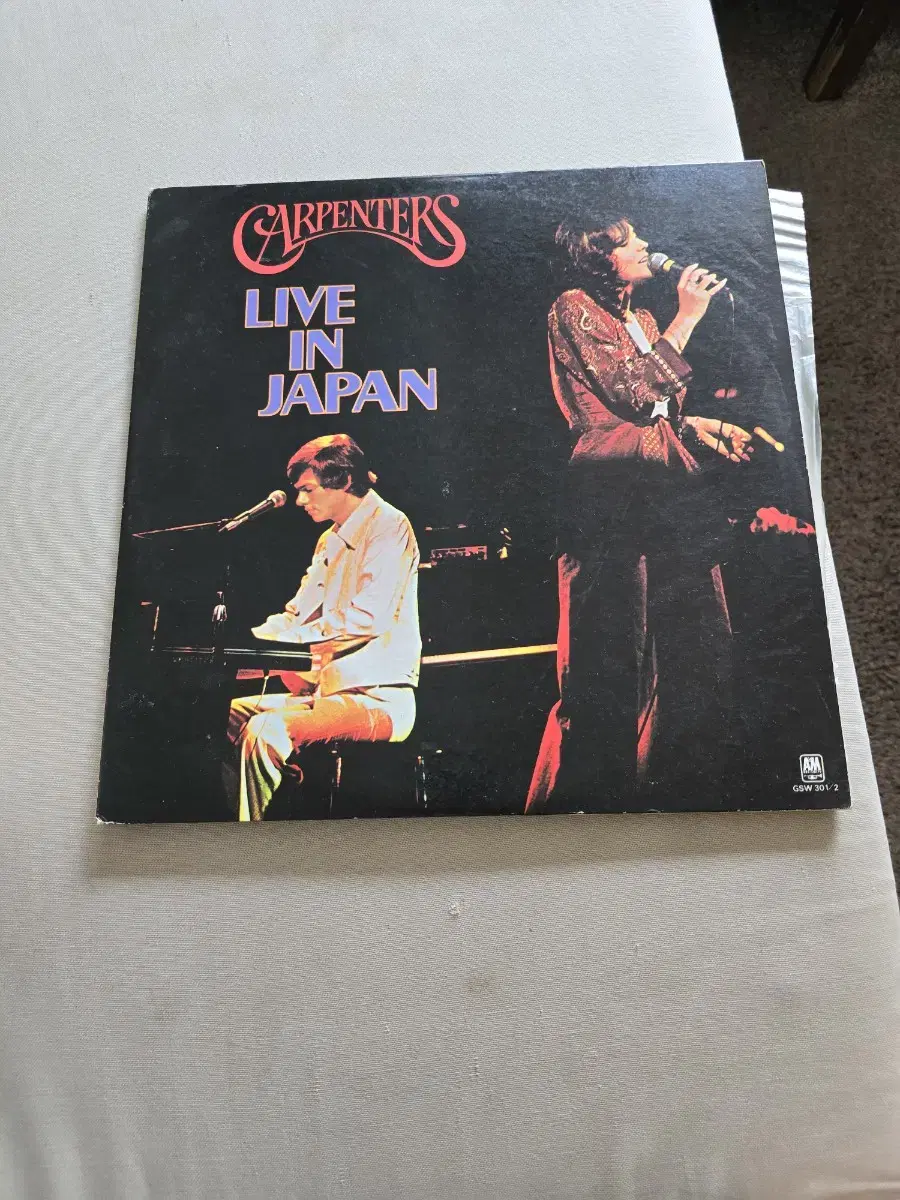 CARPENTERS
LIVE
IN
JAPAN
A&M
GSW 301/2